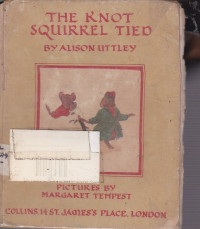 THE KNOT
SQUIRREL TIED
BY ALISON UTTLEY
PICTURES BY
MARGARET TEMPEST
COLLINS, 14 ST. JAMES'S PLACE, LONDON